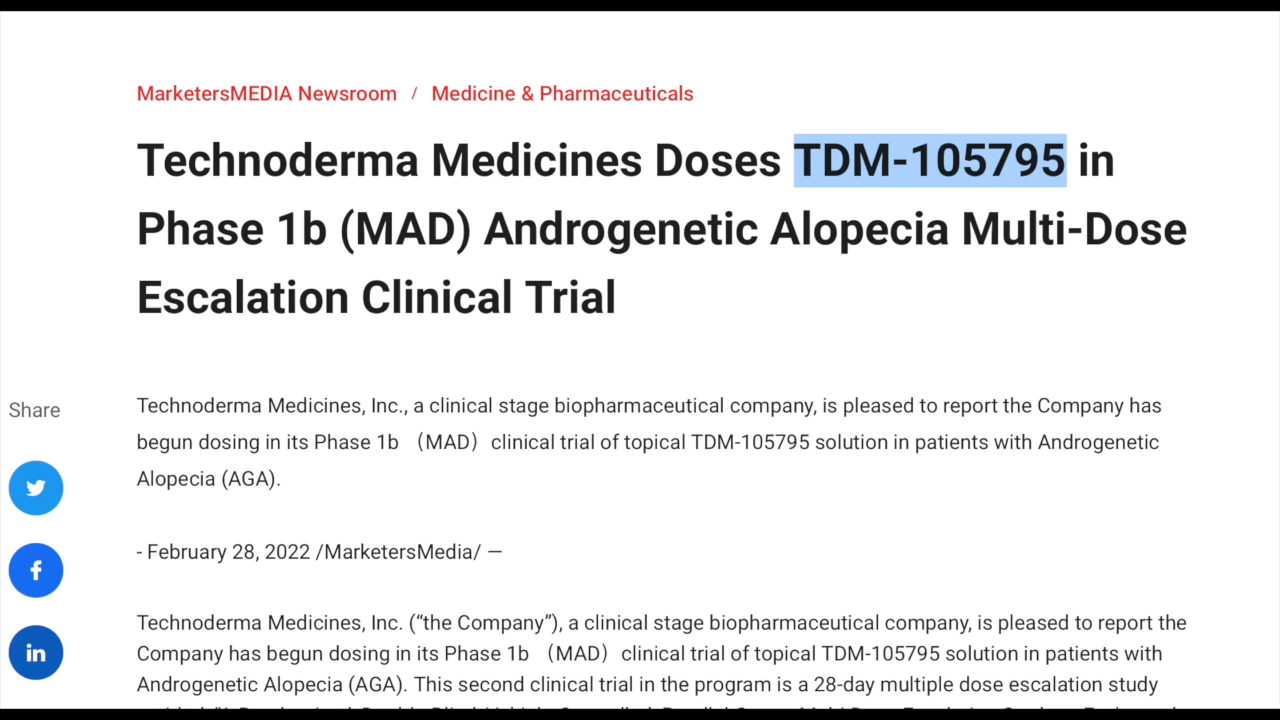 MarketersMEDIA Newsroom / Medicine & Pharmaceuticals
Technoderma Medicines Doses TDM-105795 in
Phase 1b (MAD) Androgenetic Alopecia Multi-Dose
Escalation Clinical Trial
Share
Technoderma Medicines, Inc., a clinical stage biopharmaceutical company, is pleased to report the Company has
begun dosing in its Phase 1b （MAD）clinical trial of topical TDM-105795 solution in patients with Androgenetic
Alopecia (AGA).
- February 28, 2022 /MarketersMedia/ —
Technoderma Medicines, Inc. (“the Company”), a clinical stage biopharmaceutical company, is pleased to report the
Company has begun dosing in its Phase 1b （MAD）clinical trial of topical TDM-105795 solution in patients with
Androgenetic Alopecia (AGA). This second clinical trial in the program is a 28-day multiple dose escalation study